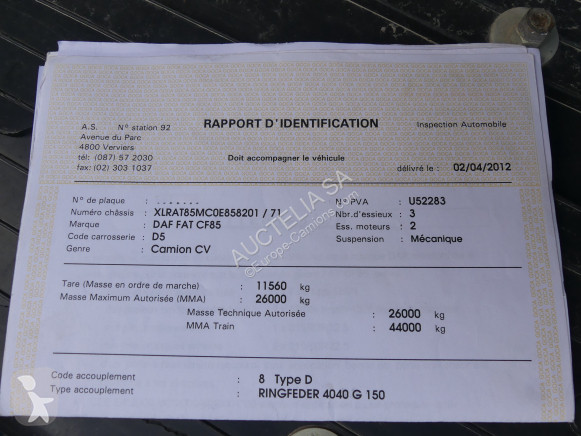 A.S. N° station 92
Avenue du Parc
4800 Verviers
tél: (087) 57 2030
fax: (02) 303 1037
RAPPORT D'IDENTIFICATION
Inspection Automobile
Doit accompagner le véhicule
délivré le : 02/04/2012
N° de plaque : . . . . . . .
N° PVA : U52283
Numéro châssis : XLRAT85MC0E858201 / 71
Nbr.d'essieux : 3
Marque : DAF FAT CF85
Ess. moteurs : 2
Code carrosserie : D5
Suspension : Mécanique
Genre : Camion CV
AUCTELIA SA
©Europe-Camions.com
Tare (Masse en ordre de marche) : 11560 kg
Masse Maximum Autorisée (MMA) : 26000 kg
Masse Technique Autorisée : 26000 kg
MMA Train : 44000 kg
Code accouplement : 8 Type D
Type accouplement : RINGFEDER 4040 G 150